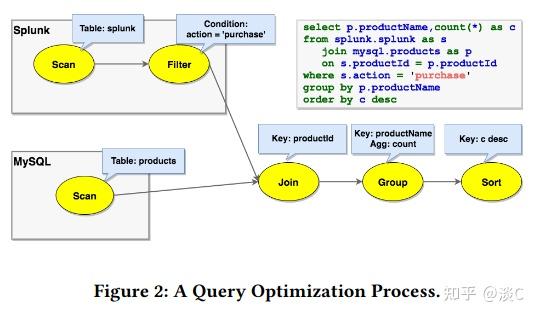 Splunk
Table: splunk
Condition:
action = 'purchase'
Scan
Filter
select p.productName,count(*) as c
from splunk.splunk as s
join mysql.products as p
on s.productId = p.productId
where s.action = 'purchase'
group by p.productName
order by c desc
MySQL
Table: products
Scan
Key: productId
Key: productName
Agg: count
Key: c desc
Join
Group
Sort
Figure 2: A Query Optimization Process.
知乎 @淡C